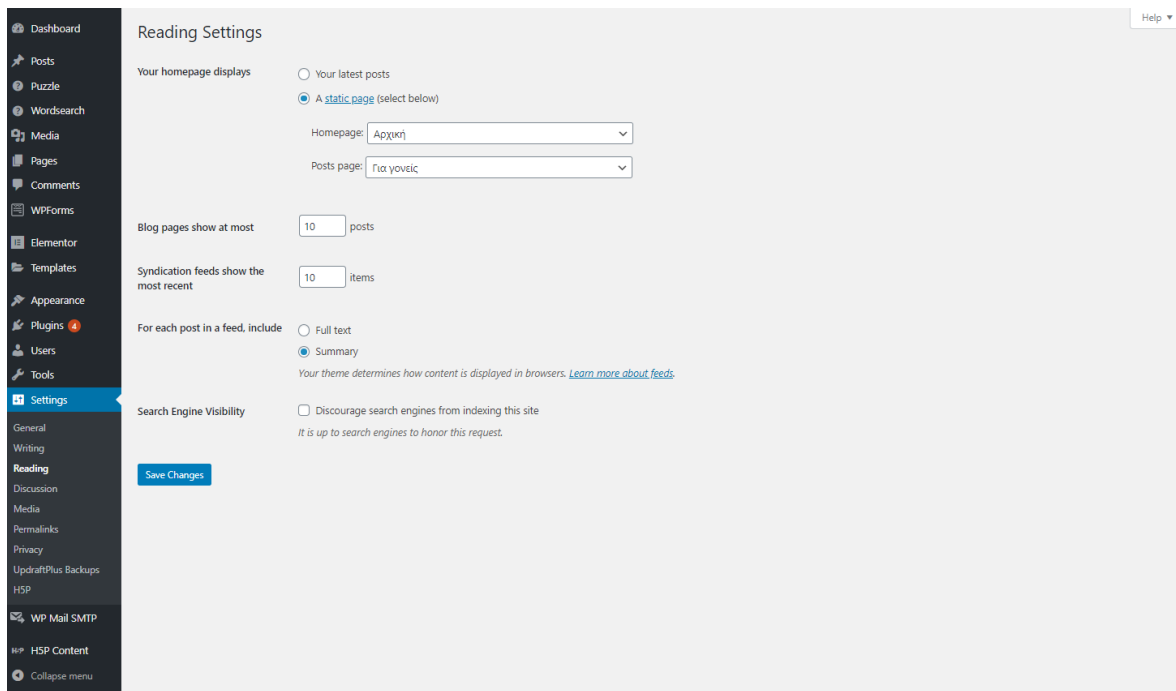 Help ▼
Dashboard
Posts
Puzzle
Wordsearch
Media
Pages
Comments
WPForms
Elementor
Templates
Appearance
Plugins 4
Users
Tools
Settings
General
Writing
Reading
Discussion
Media
Permalinks
Privacy
UpdraftPlus Backups
H5P
WP Mail SMTP
H5P H5P Content
Collapse menu
Reading Settings
Your homepage displays
Your latest posts
A static page (select below)
Homepage: Αρχική
Posts page: Για γονείς
Blog pages show at most 10 posts
Syndication feeds show the
most recent
10 items
For each post in a feed, include
Full text
Summary
Your theme determines how content is displayed in browsers. Learn more about feeds.
Search Engine Visibility
Discourage search engines from indexing this site
It is up to search engines to honor this request.
Save Changes